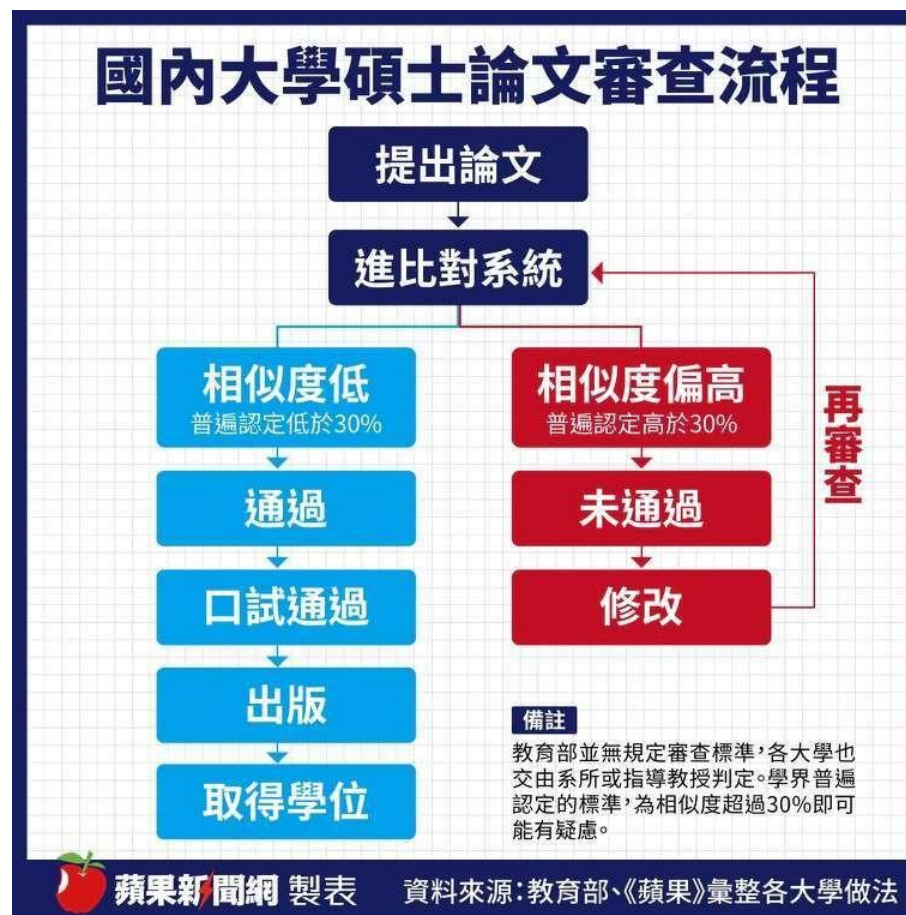 國內大學碩士論文審查流程
提出論文
進比對系統
相似度低
普遍認定低於30%
通過
口試通過
出版
取得學位
相似度偏高
普遍認定高於30%
未通過
修改
再審查
備註
教育部並無規定審查標準,各大學也
交由系所或指導教授判定。學界普遍
認定的標準,為相似度超過30%即可
能有疑慮。
蘋果新聞網 製表
資料來源:教育部、《蘋果》彙整各大學做法